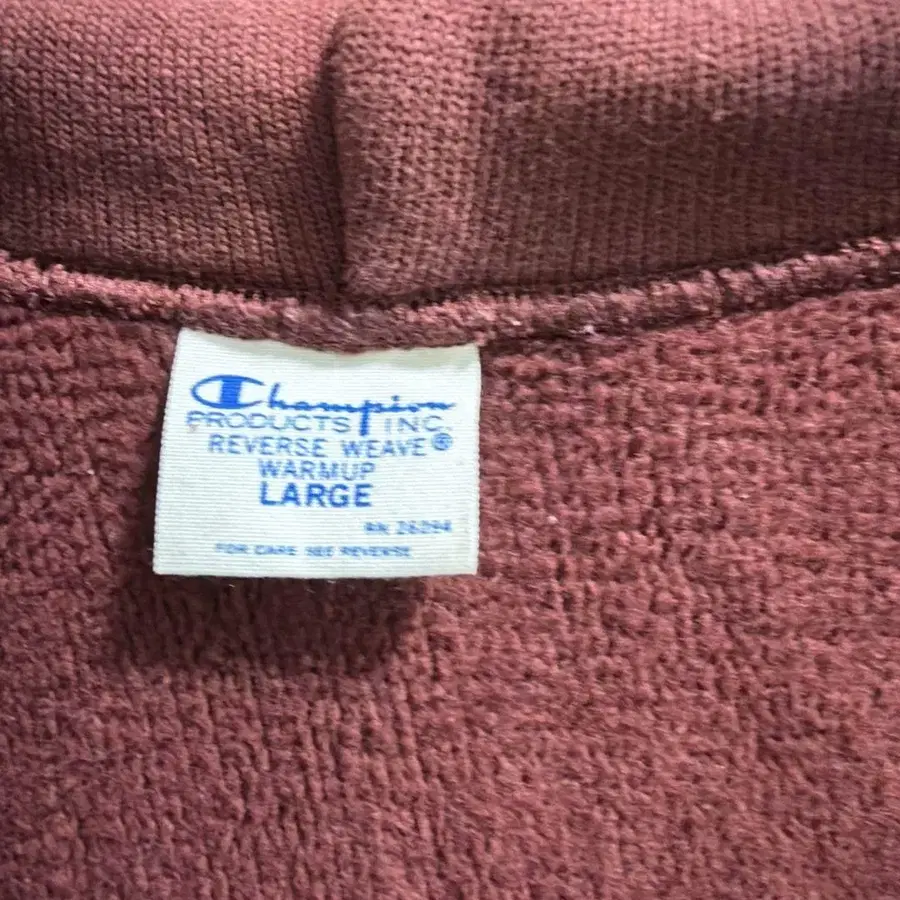 Champion
PRODUCTS INC.
REVERSE WEAVE®
WARMUP
LARGE
RN 26094
FOR CARE SEE REVERSE